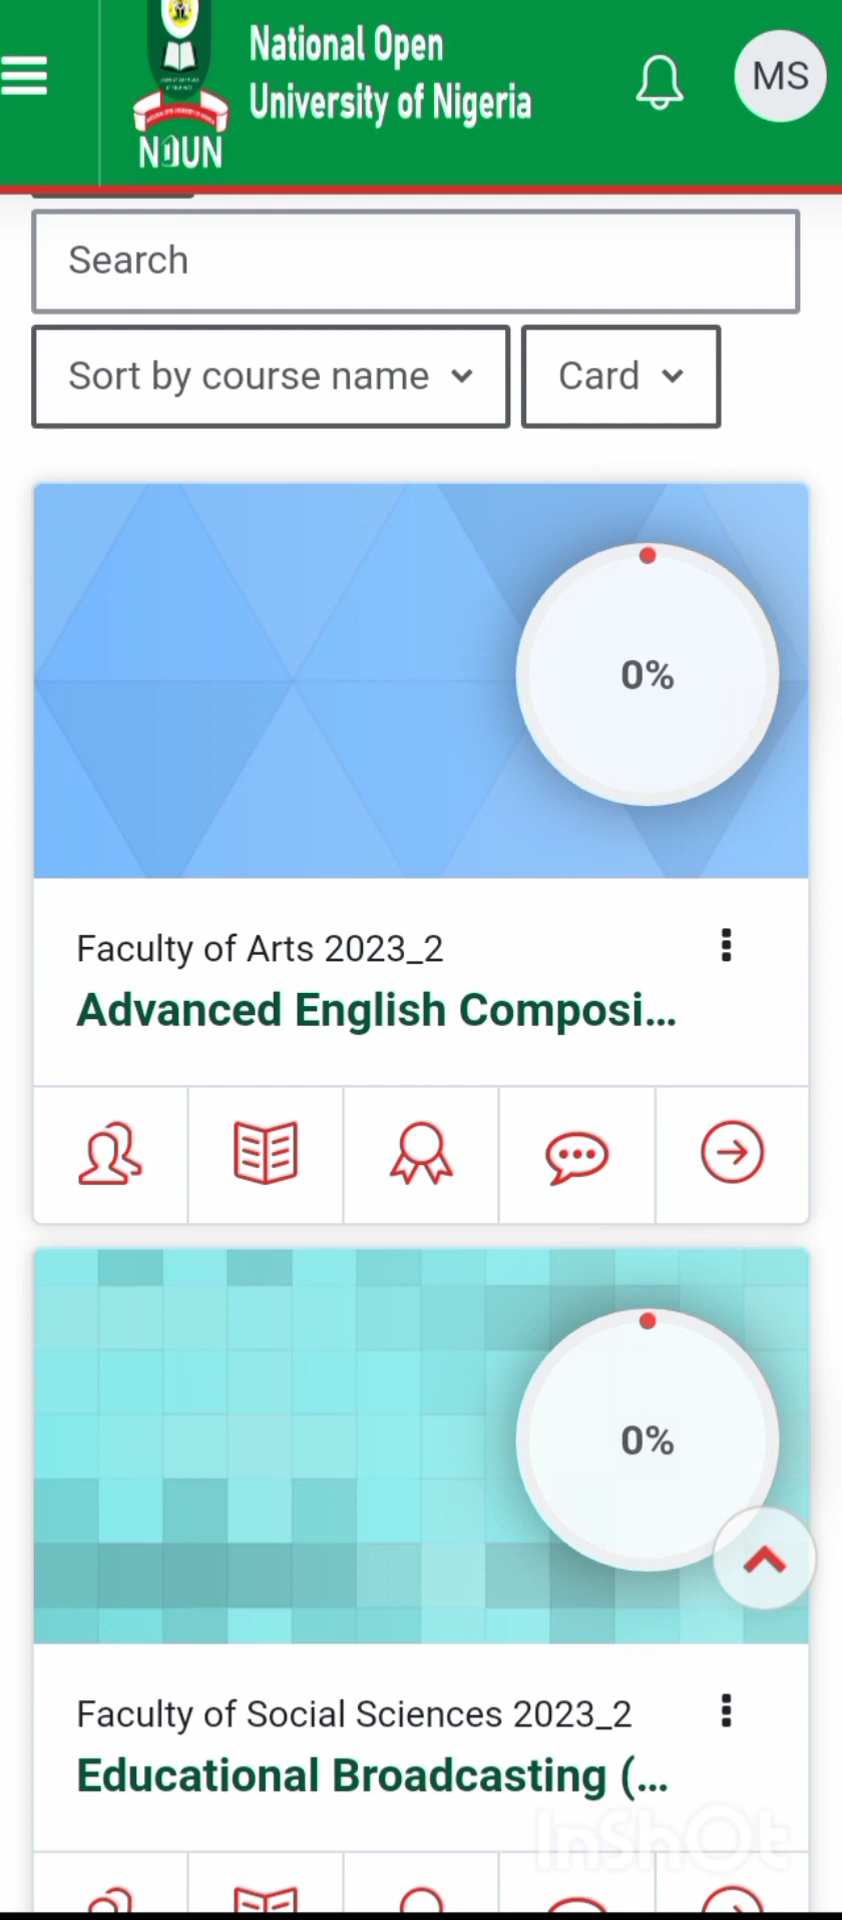 National Open
University of Nigeria
MS
NOUN
Search
Sort by course name
Card
0%
Faculty of Arts 2023_2
Advanced English Composi...
0%
Faculty of Social Sciences 2023_2
Educational Broadcasting (...
InShOt